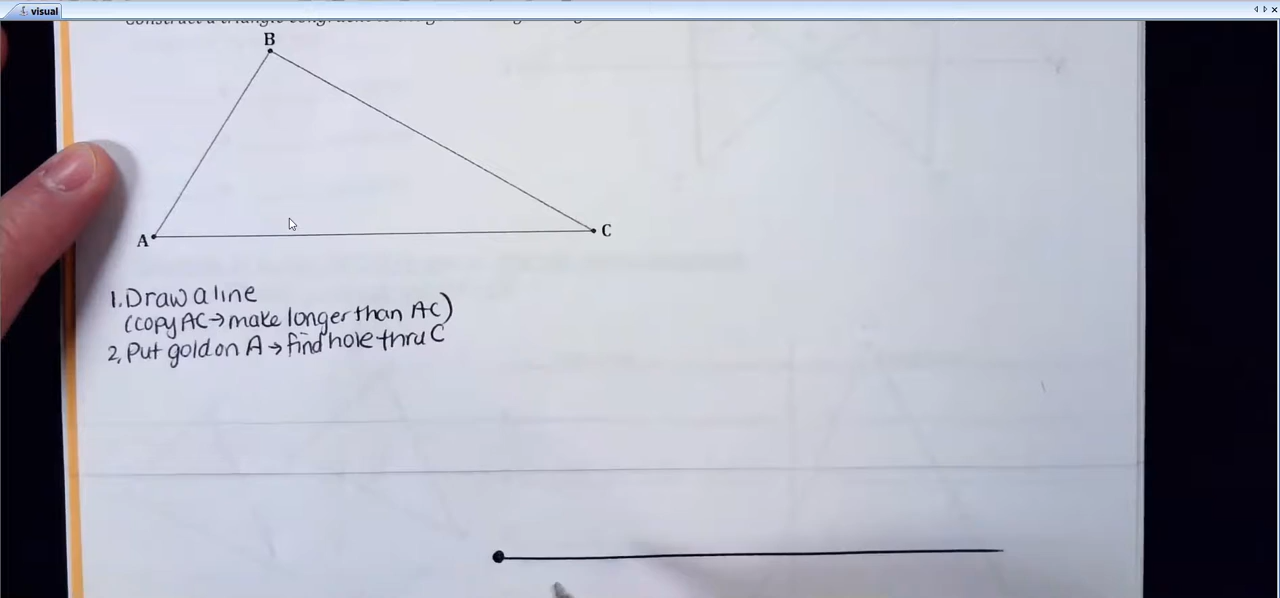 visual
B
A
C
1. Draw a line
(copy AC→ make longer than AC)
2, Put gold on A → find hole thru C